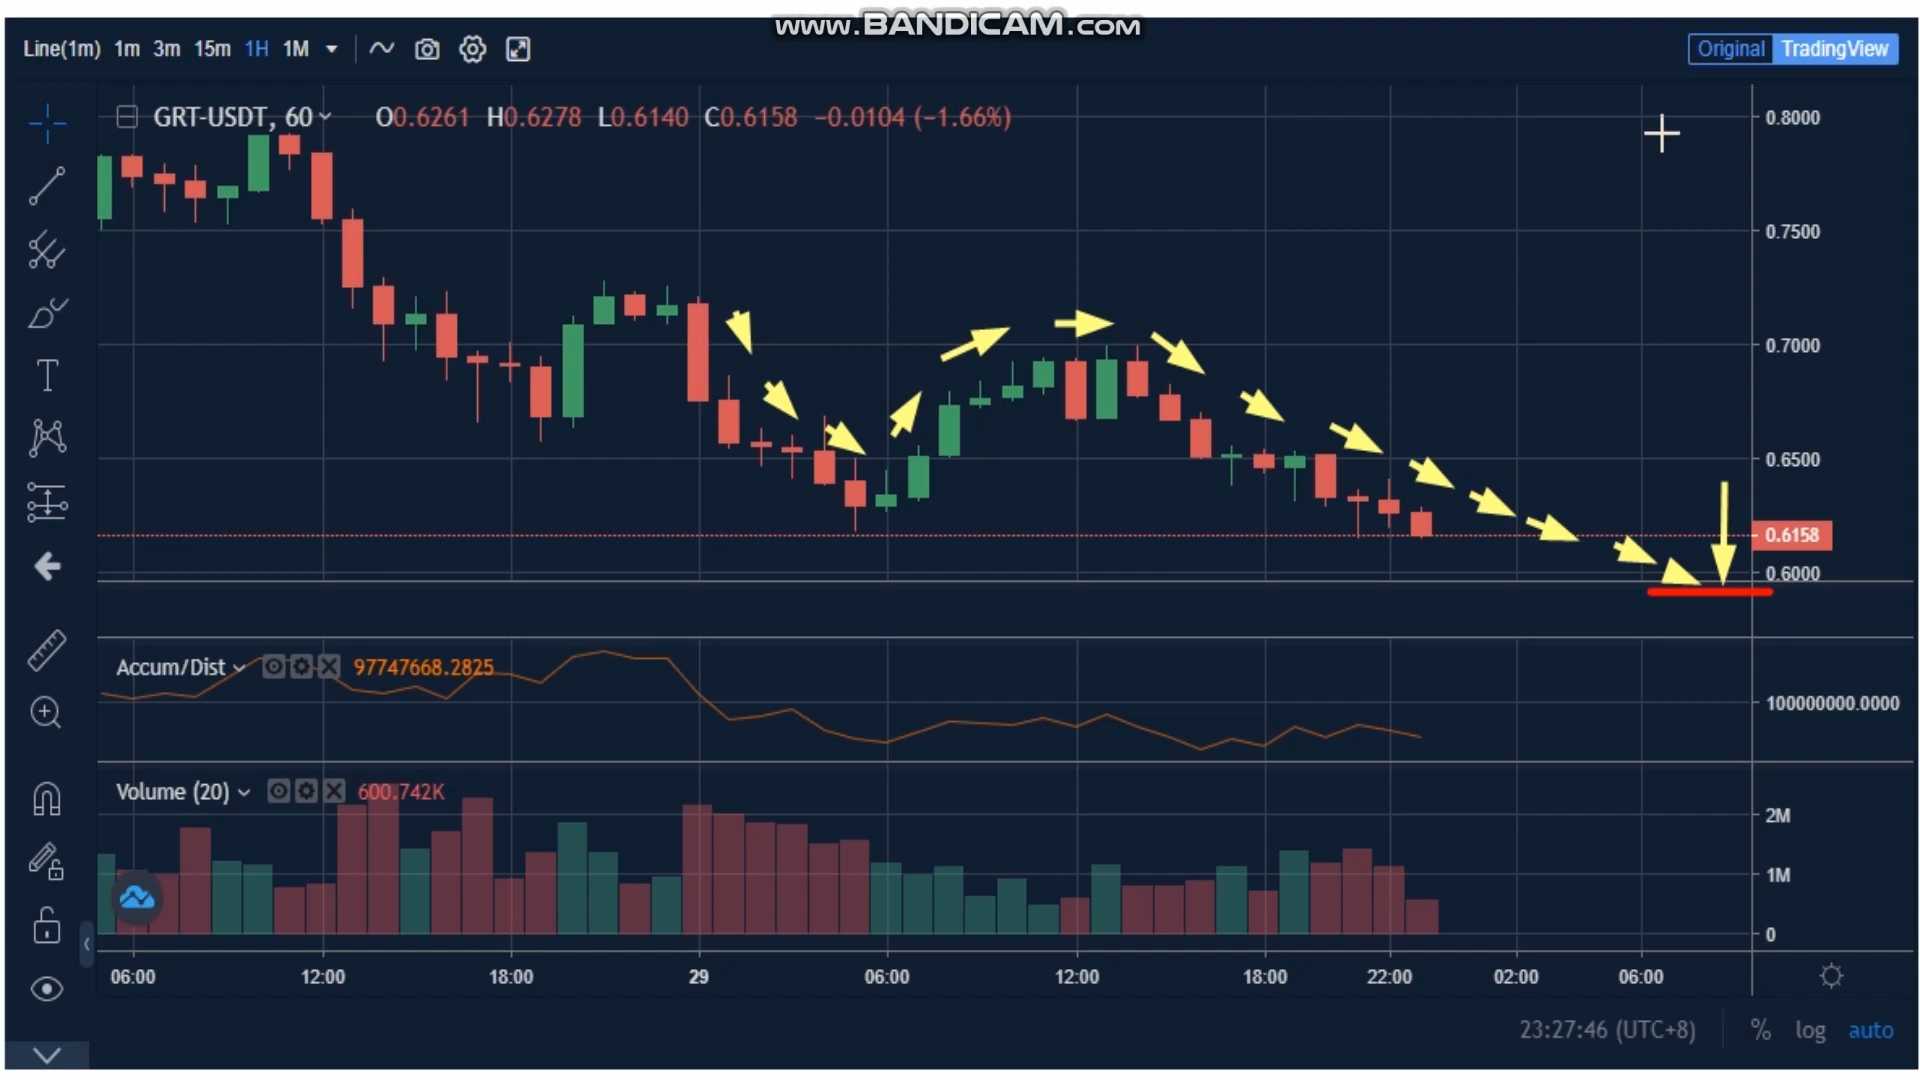 www.BANDICAM.com
Line(1m) 1m 3m 15m 1H 1M
Original TradingView
GRT-USDT, 60 O0.6261 H0.6278 L0.6140 C0.6158 −0.0104 (−1.66%)
0.8000
0.7500
0.7000
0.6500
0.6158
0.6000
Accum/Dist 97747668.2825
100000000.0000
Volume (20) 600.742K
2M
1M
0
06:00 12:00 18:00 29 06:00 12:00 18:00 22:00 02:00 06:00
23:27:46 (UTC+8) % log auto